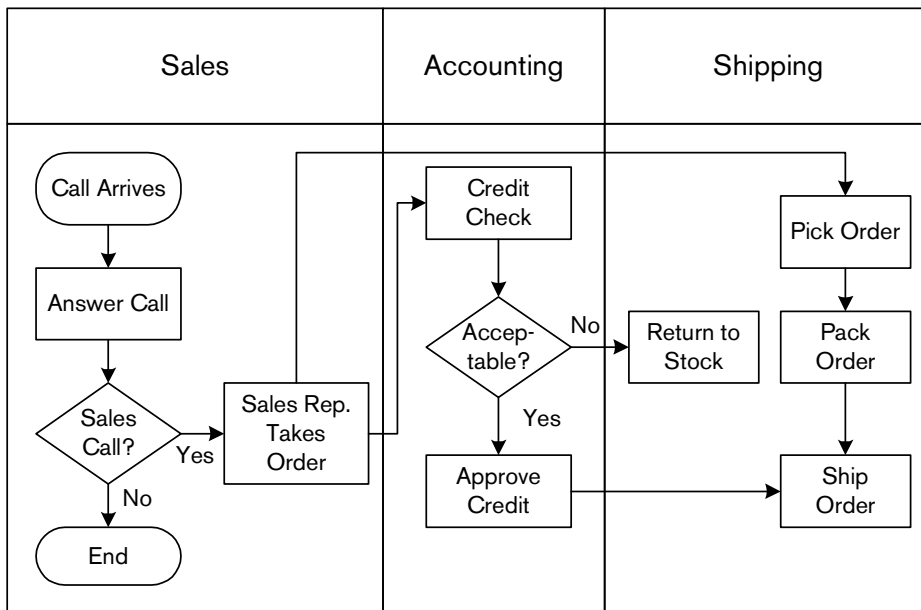 Sales
Accounting
Shipping
Call Arrives
Answer Call
Sales
Call?
Yes
No
End
Sales Rep.
Takes
Order
Credit
Check
Accep-
table?
No
Yes
Approve
Credit
Return to
Stock
Pick Order
Pack
Order
Ship
Order